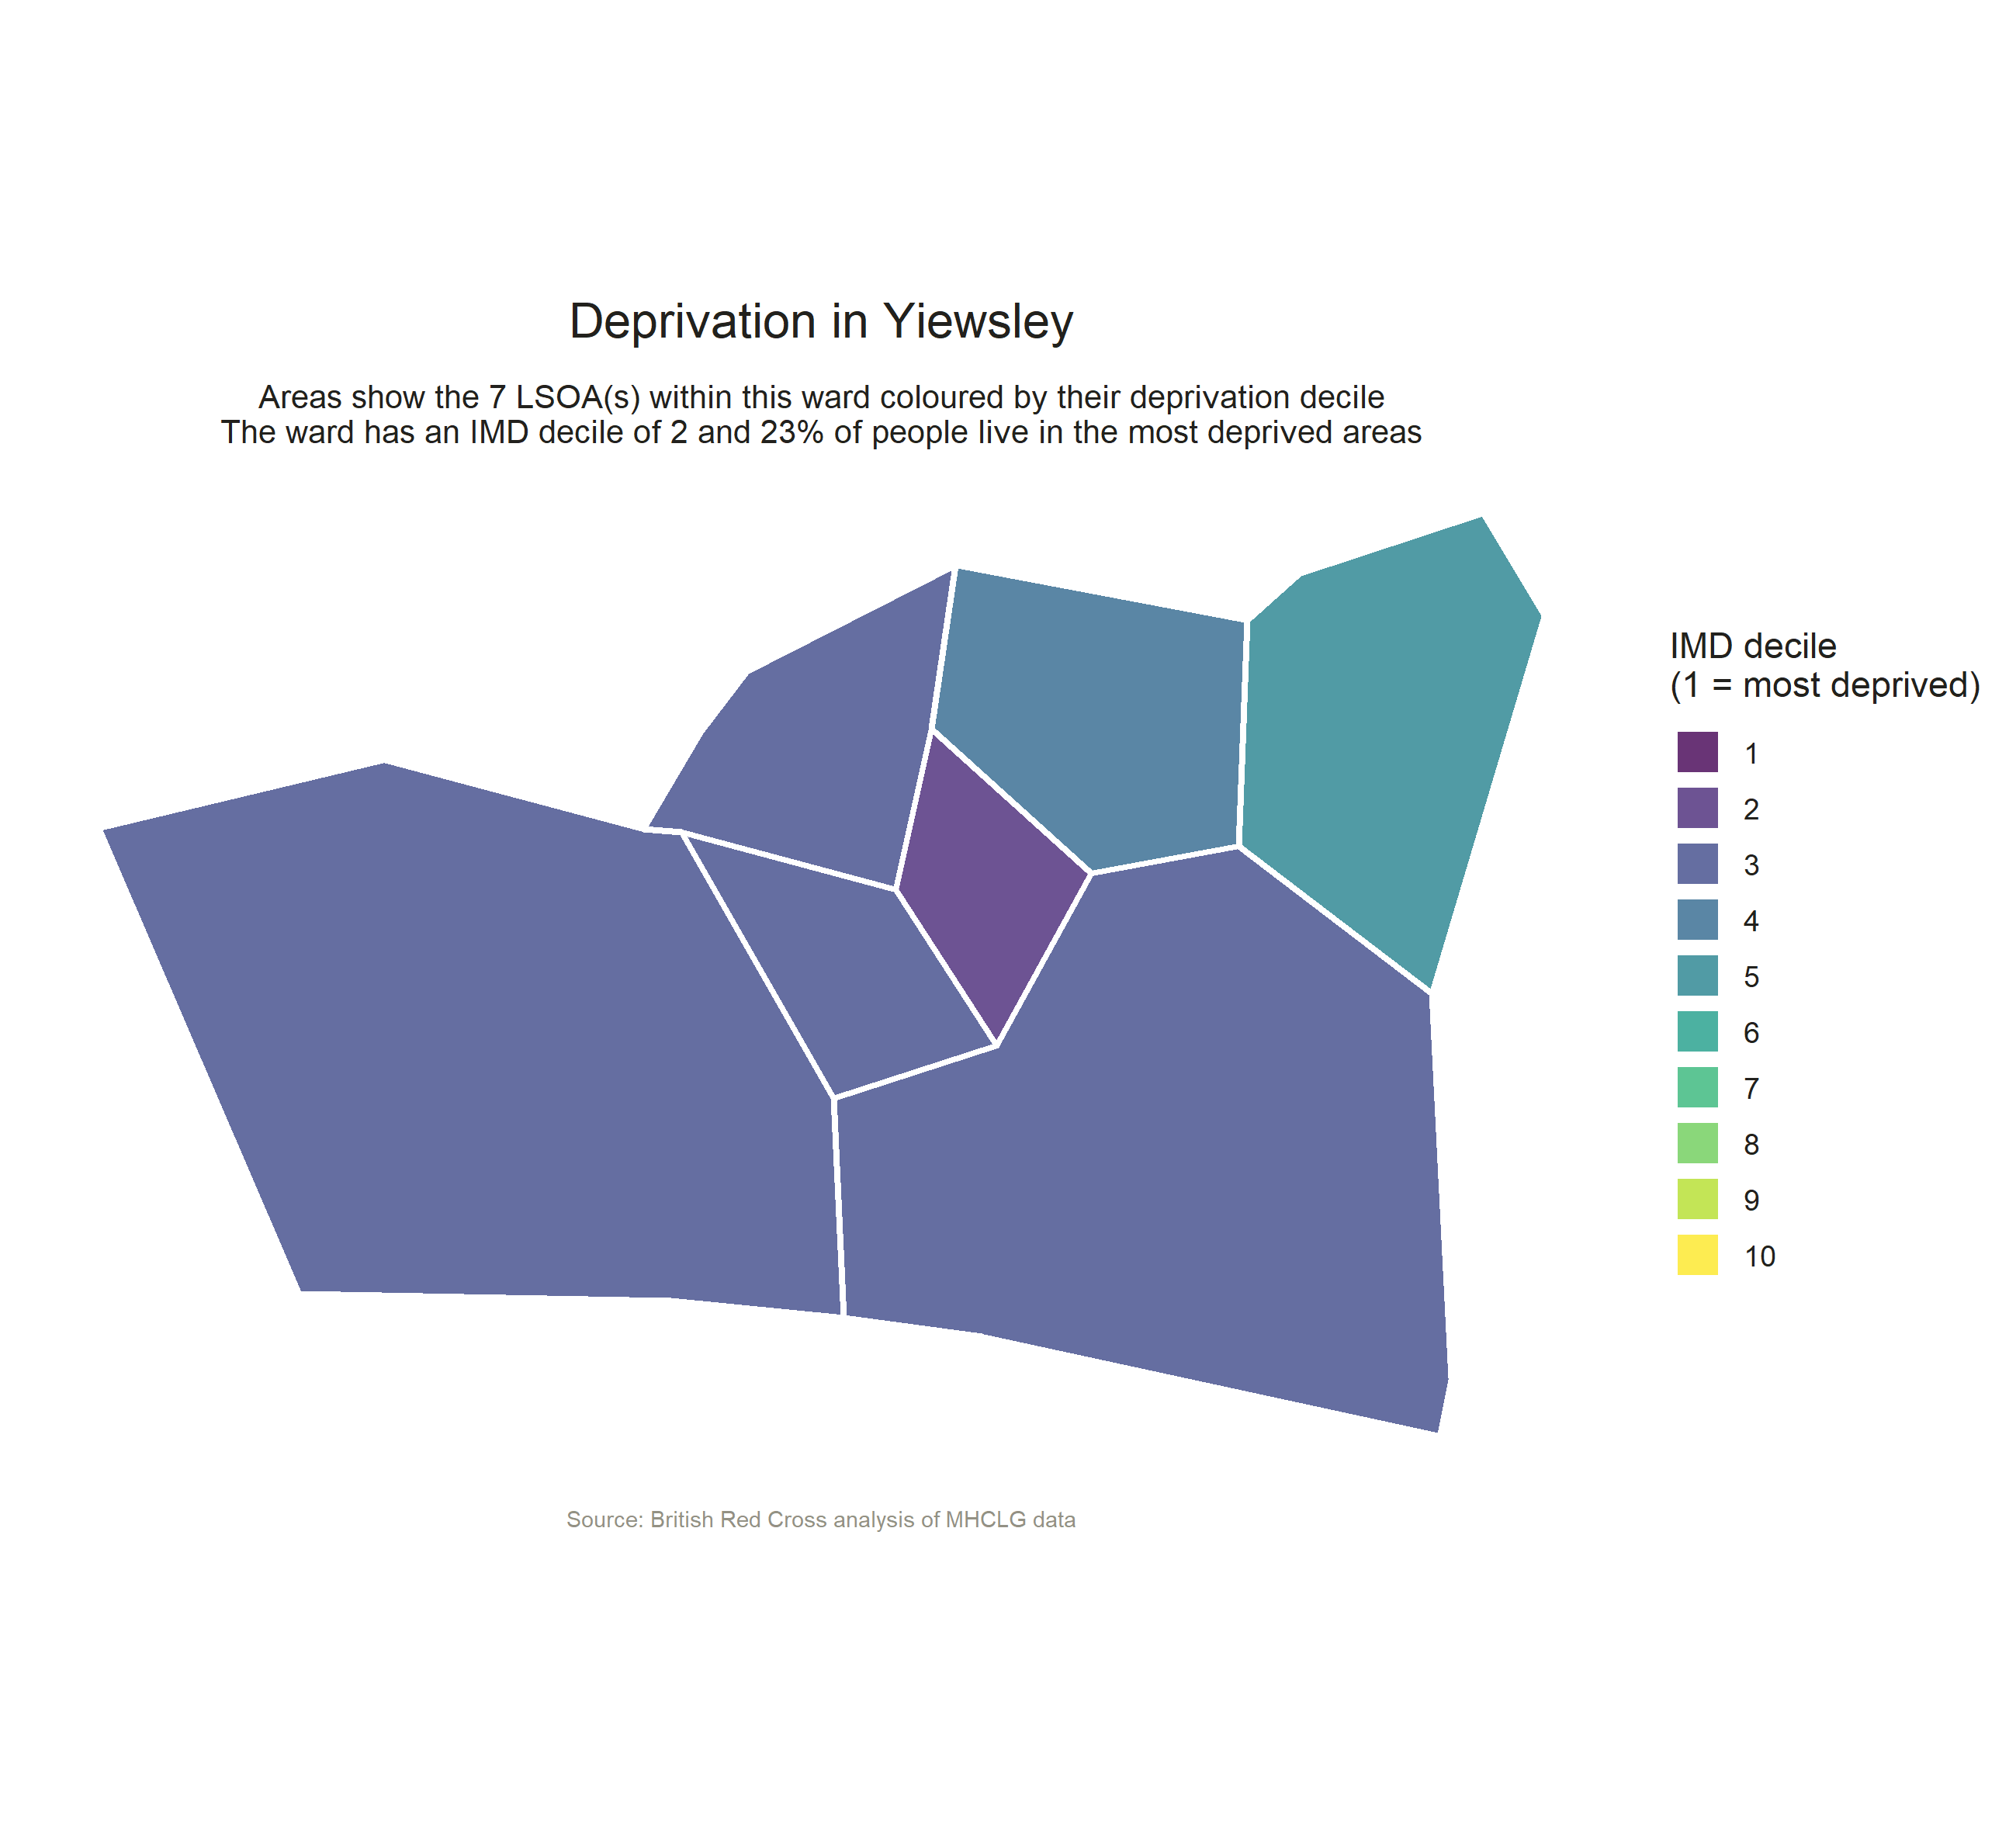 Deprivation in Yiewsley
Areas show the 7 LSOA(s) within this ward coloured by their deprivation decile
The ward has an IMD decile of 2 and 23% of people live in the most deprived areas
IMD decile
(1 = most deprived)
1
2
3
4
5
6
7
8
9
10
Source: British Red Cross analysis of MHCLG data